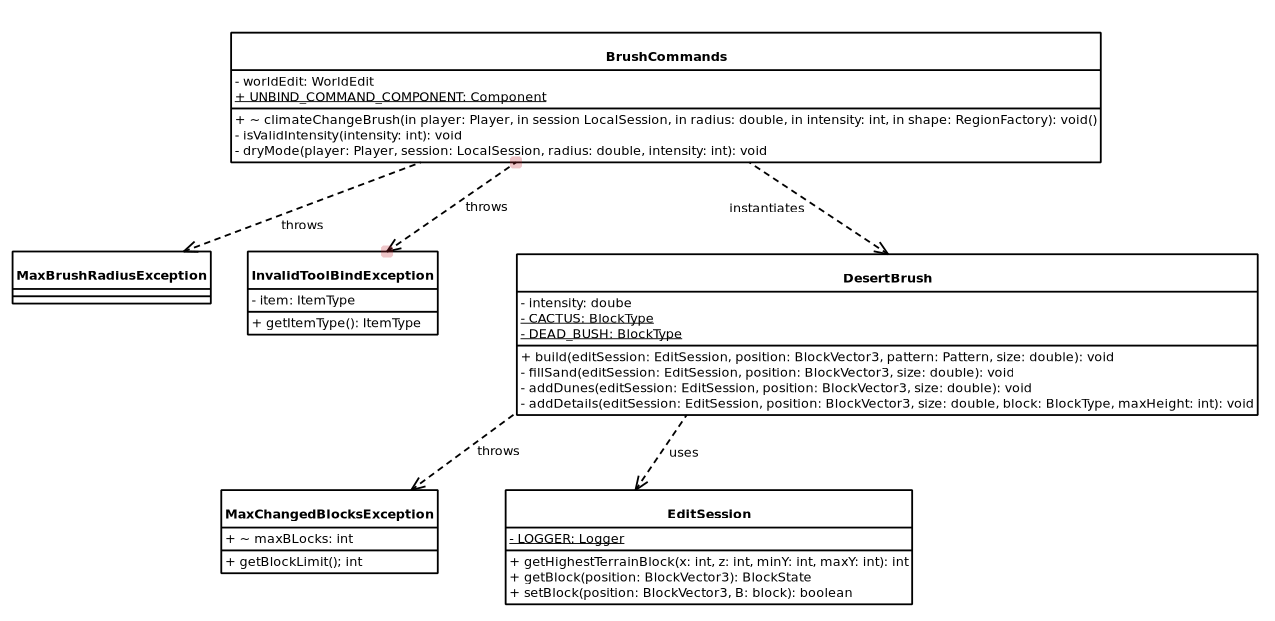 BrushCommands
- worldEdit: WorldEdit
+ UNBIND_COMMAND_COMPONENT: Component
+ ~ climateChangeBrush(in player: Player, in session LocalSession, in radius: double, in intensity: int, in shape: RegionFactory): void()
- isValidIntensity(intensity: int): void
- dryMode(player: Player, session: LocalSession, radius: double, intensity: int): void
throws
throws
instantiates
MaxBrushRadiusException
InvalidToolBindException
- item: ItemType
+ getItemType(): ItemType
DesertBrush
- intensity: doube
- CACTUS: BlockType
- DEAD_BUSH: BlockType
+ build(editSession: EditSession, position: BlockVector3, pattern: Pattern, size: double): void
- fillSand(editSession: EditSession, position: BlockVector3, size: double): void
- addDunes(editSession: EditSession, position: BlockVector3, size: double): void
- addDetails(editSession: EditSession, position: BlockVector3, size: double, block: BlockType, maxHeight: int): void
throws
uses
MaxChangedBlocksException
+ ~ maxBLocks: int
+ getBlockLimit(); int
EditSession
- LOGGER: Logger
+ getHighestTerrainBlock(x: int, z: int, minY: int, maxY: int): int
+ getBlock(position: BlockVector3): BlockState
+ setBlock(position: BlockVector3, B: block): boolean